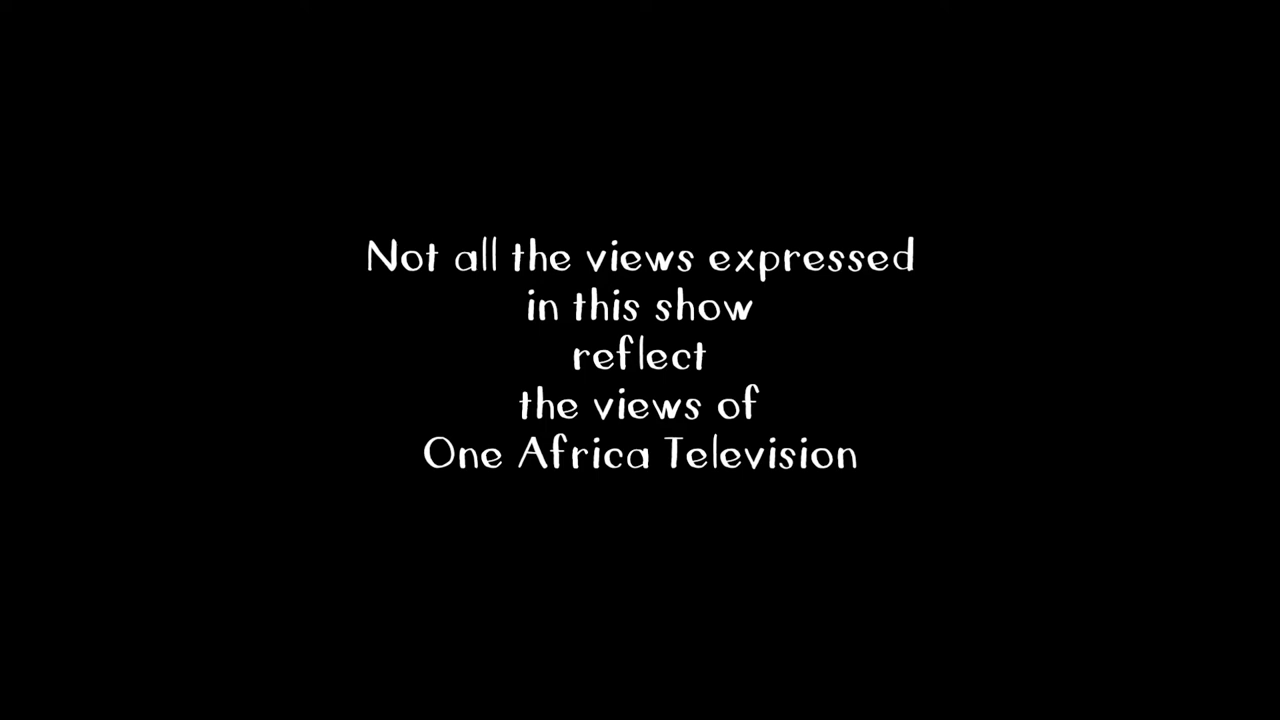 Not all the views expressed
in this show
reflect
the views of
One Africa Television